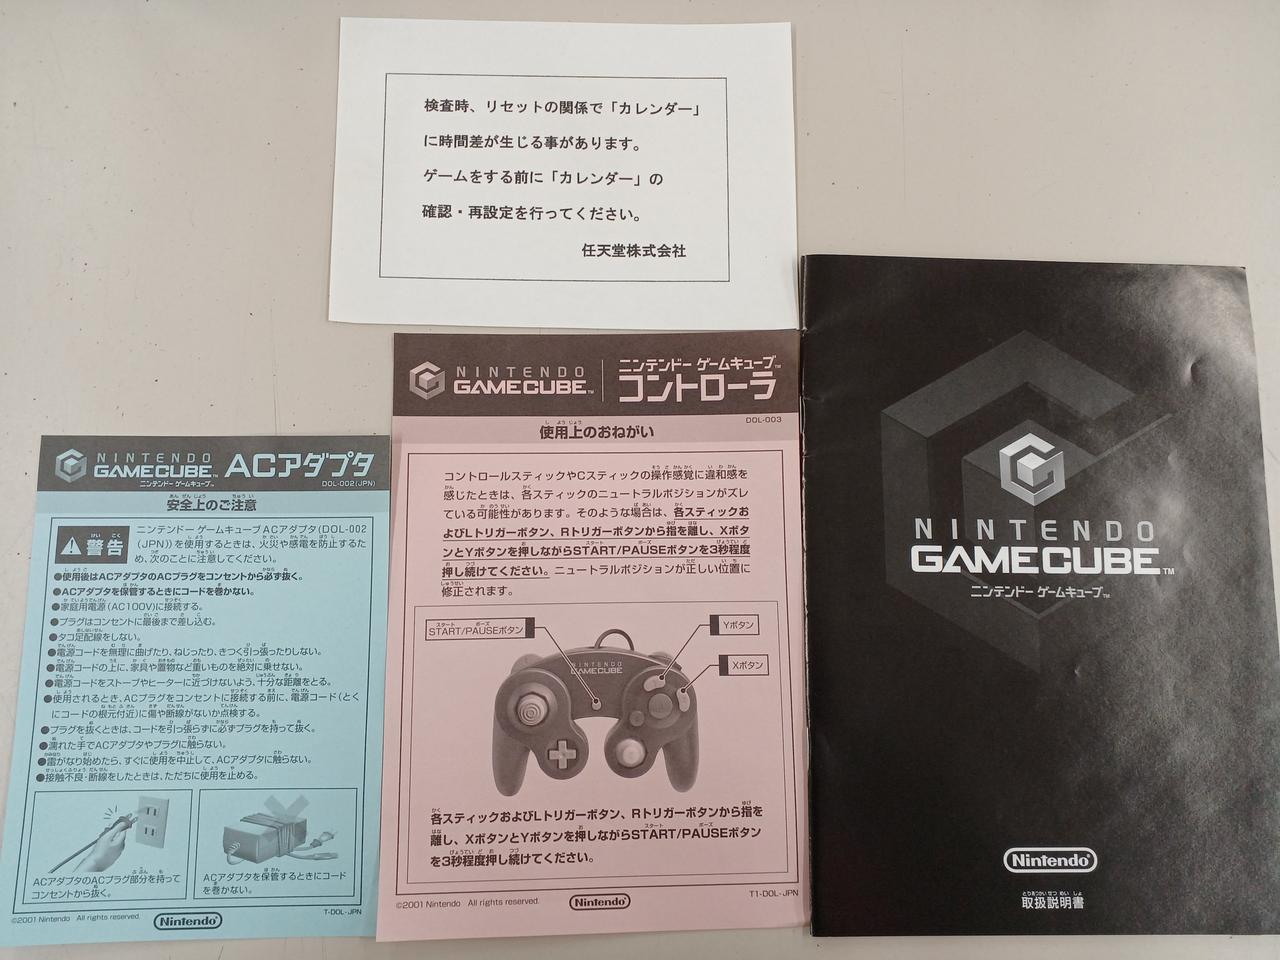 検査時、リセットの関係で「カレンダー」
に時間差が生じる事があります。
ゲームをする前に「カレンダー」の
確認・再設定を行ってください。
任天堂株式会社
NINTENDO
GAMECUBE™
ACアダプタ
ニンテンドー ゲームキューブ
DOL-002(JPN)
安全上のご注意
警告
ニンテンドー ゲームキューブ ACアダプタ(DOL-002
(JPN))を使用するときは、火災や感電を防止するた
め、次のことに注意してください。
●使用後はACアダプタのACプラグをコンセントから必ず抜く。
●ACアダプタを保管するときにコードを巻かない。
●家庭用電源(AC100V)に接続する。
●プラグはコンセントに最後まで差し込む。
●タコ足配線をしない。
●電源コードを無理に曲げたり、ねじったり、きつく引っ張ったりしない。
●電源コードの上に、家具や置物など重いものを絶対に乗せない。
●電源コードをストーブやヒーターに近づけないよう、十分な距離をとる。
●使用されるとき、ACプラグをコンセントに接続する前に、電源コード(とく
にコードの根元付近)に傷や断線がないか点検する。
●プラグを抜くときは、コードを引っ張らずに必ずプラグを持って抜く。
●濡れた手でACアダプタやプラグに触らない。
●雷がなり始めたら、すぐに使用を中止して、ACアダプタに触らない。
●接触不良・断線をしたときは、ただちに使用を止める。
ACアダプタのACプラグ部分を持って
コンセントから抜く。
ACアダプタを保管するときにコード
を巻かない。
T-DOL-JPN
©2001 Nintendo All rights reserved.
Nintendo
NINTENDO
GAMECUBE™
ニンテンドー ゲームキューブ™
コントローラ
DOL-003
使用上のおねがい
コントロールスティックやCスティックの操作感覚に違和感を
感じたときは、各スティックのニュートラルポジションがズレ
ている可能性があります。そのような場合は、各スティックお
よびLトリガーボタン、Rトリガーボタンから指を離し、Xボタ
ンとYボタンを押しながらSTART/PAUSEボタンを3秒程度
押し続けてください。ニュートラルポジションが正しい位置に
修正されます。
START/PAUSEボタン
Yボタン
Xボタン
NINTENDO
GAMECUBE
各スティックおよびLトリガーボタン、Rトリガーボタンから指を
離し、XボタンとYボタンを押しながらSTART/PAUSEボタン
を3秒程度押し続けてください。
T1-DOL-JPN
©2001 Nintendo All rights reserved.
Nintendo
NINTENDO
GAMECUBE™
ニンテンドー ゲームキューブ™
Nintendo
取扱説明書